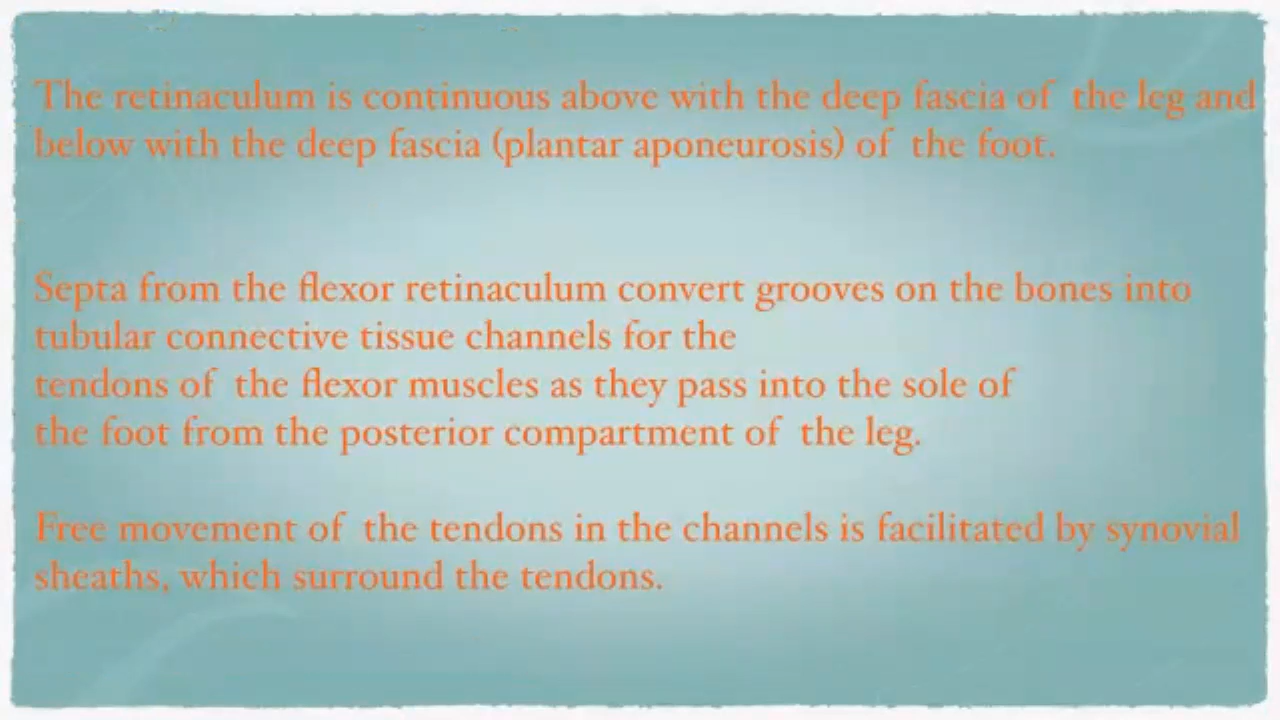 The retinaculum is continuous above with the deep fascia of the leg and
below with the deep fascia (plantar aponeurosis) of the foot.
Septa from the flexor retinaculum convert grooves on the bones into
tubular connective tissue channels for the
tendons of the flexor muscles as they pass into the sole of
the foot from the posterior compartment of the leg.
Free movement of the tendons in the channels is facilitated by synovial
sheaths, which surround the tendons.